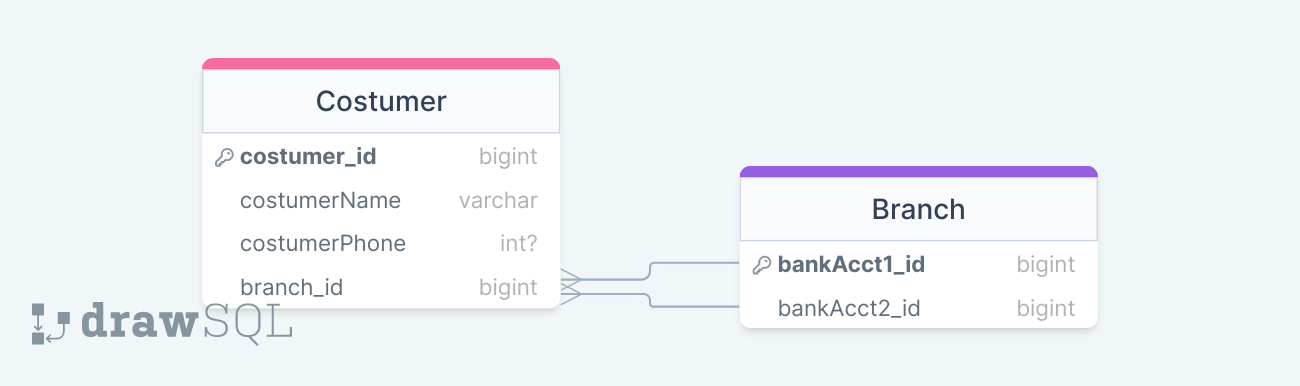 Costumer
costumer_id bigint
costumerName varchar
costumerPhone int?
branch_id bigint
Branch
bankAcct1_id bigint
bankAcct2_id bigint
drawSQL